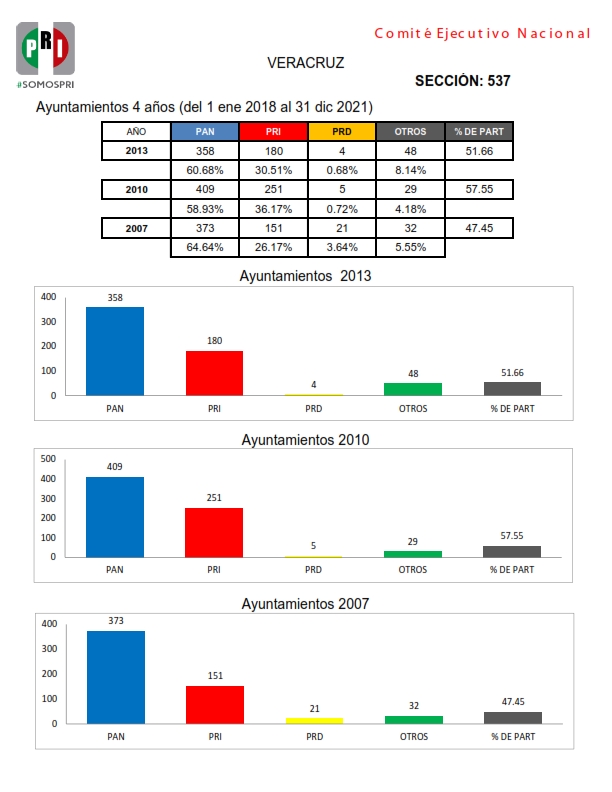 PRI
#SOMOSPRI
Comité Ejecutivo Nacional
VERACRUZ
SECCIÓN: 537
Ayuntamientos 4 años (del 1 ene 2018 al 31 dic 2021)
AÑO PAN PRI PRD OTROS % DE PART
2013 358 180 4 48 51.66
60.68% 30.51% 0.68% 8.14%
2010 409 251 5 29 57.55
58.93% 36.17% 0.72% 4.18%
2007 373 151 21 32 47.45
64.64% 26.17% 3.64% 5.55%
Ayuntamientos 2013
400
300
200
100
0
358 180 4 48 51.66
PAN PRI PRD OTROS % DE PART
Ayuntamientos 2010
500
400
300
200
100
0
409 251 5 29 57.55
PAN PRI PRD OTROS % DE PART
Ayuntamientos 2007
400
300
200
100
0
373 151 21 32 47.45
PAN PRI PRD OTROS % DE PART